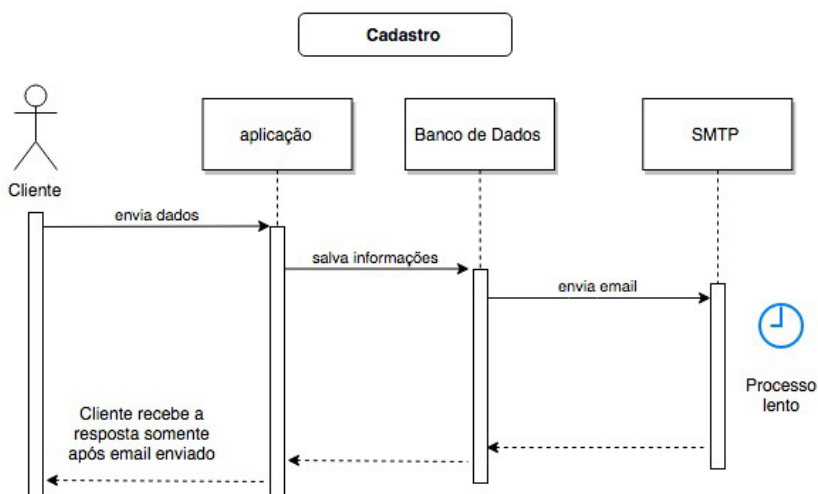 Cadastro
aplicação
Banco de Dados
SMTP
Cliente
envia dados
salva informações
envia email
Processo
lento
Cliente recebe a
resposta somente
após email enviado